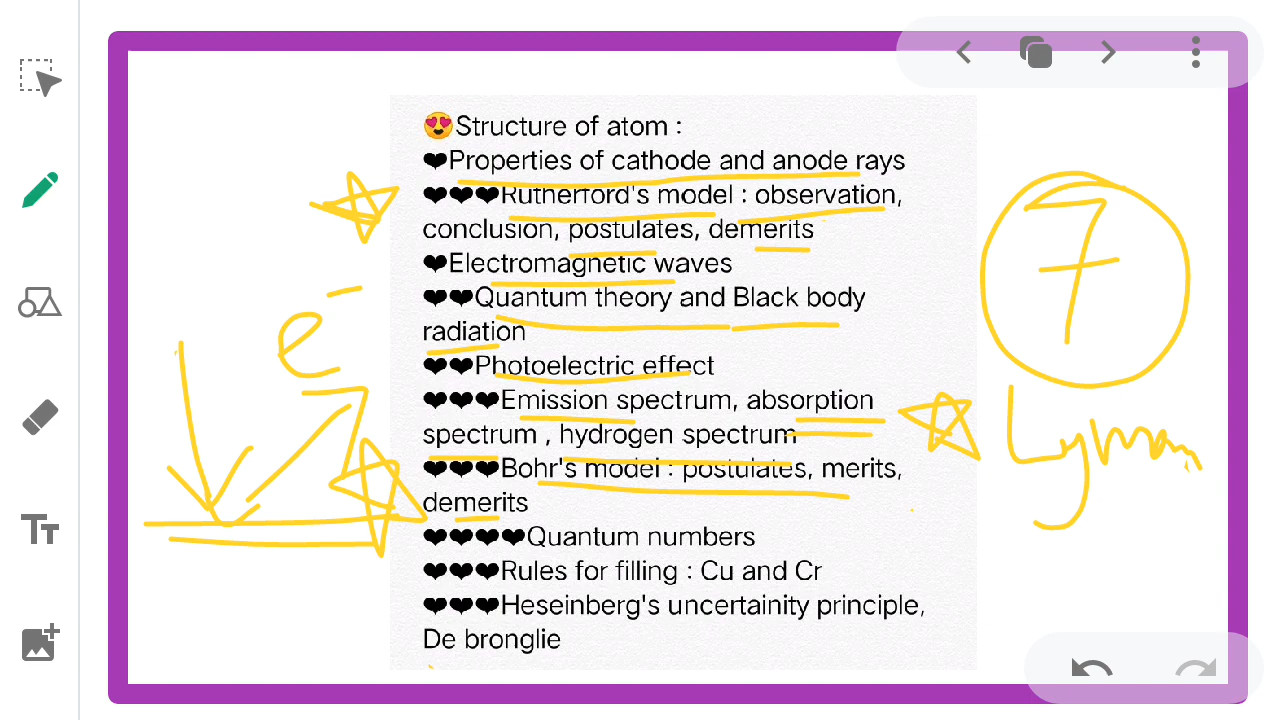 😍Structure of atom :
❤Properties of cathode and anode rays
❤❤❤Rutherford's model : observation,
conclusion, postulates, demerits
❤Electromagnetic waves
❤❤Quantum theory and Black body
radiation
❤❤Photoelectric effect
❤❤❤Emission spectrum, absorption
spectrum , hydrogen spectrum
❤❤❤Bohr's model : postulates, merits,
demerits
❤❤❤❤Quantum numbers
❤❤❤Rules for filling : Cu and Cr
❤❤❤Heseinberg's uncertainity principle,
De bronglie
e⁻
7
Lyman
TT